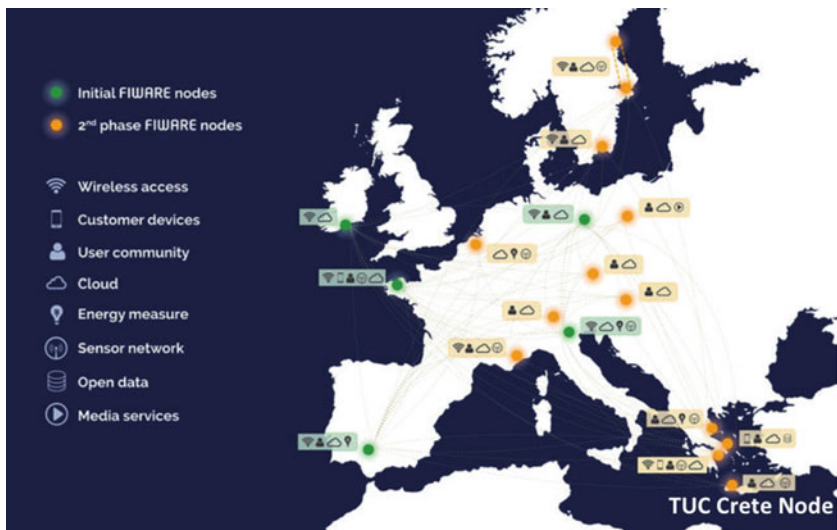 Initial FIWARE nodes
2nd phase FIWARE nodes
Wireless access
Customer devices
User community
Cloud
Energy measure
Sensor network
Open data
Media services
TUC Crete Node